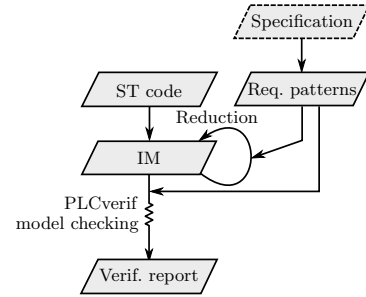 Specification
ST code
Req. patterns
Reduction
IM
PLCverif
model checking
Verif. report